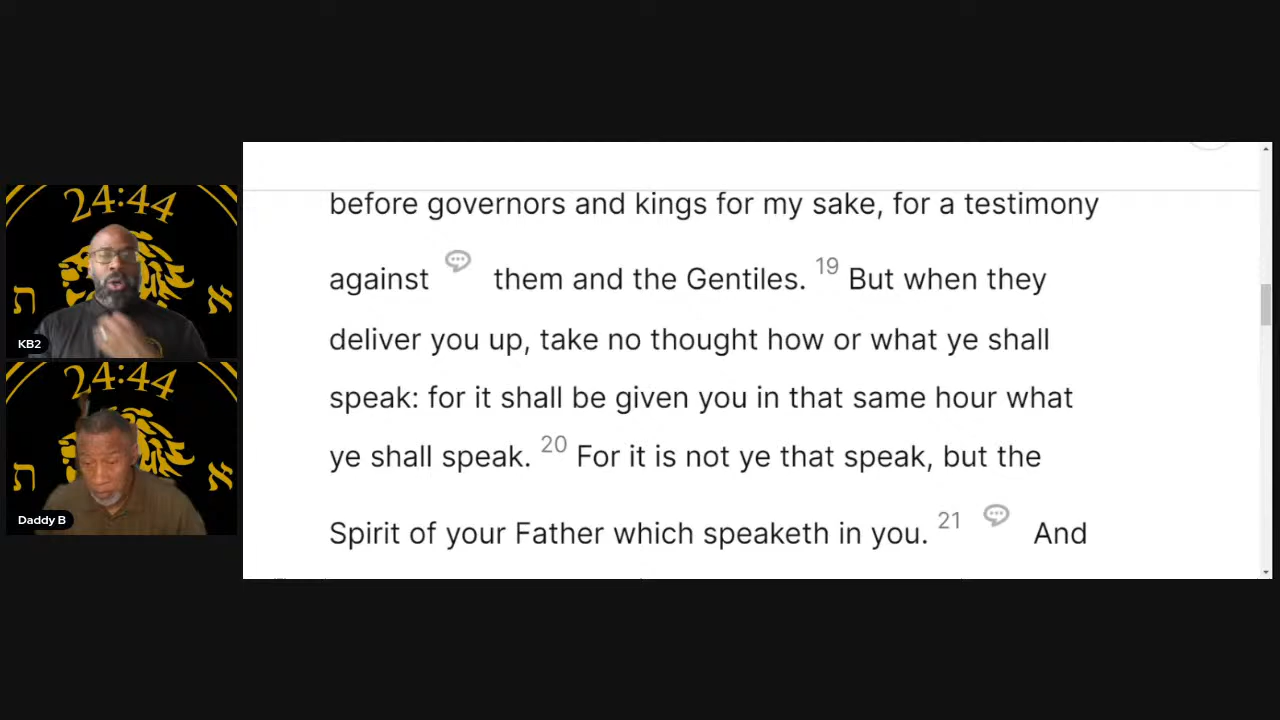 24:44
ת
א
KB2
24:44
ת
א
Daddy B
before governors and kings for my sake, for a testimony
against them and the Gentiles. 19 But when they
deliver you up, take no thought how or what ye shall
speak: for it shall be given you in that same hour what
ye shall speak. 20 For it is not ye that speak, but the
Spirit of your Father which speaketh in you. 21 And